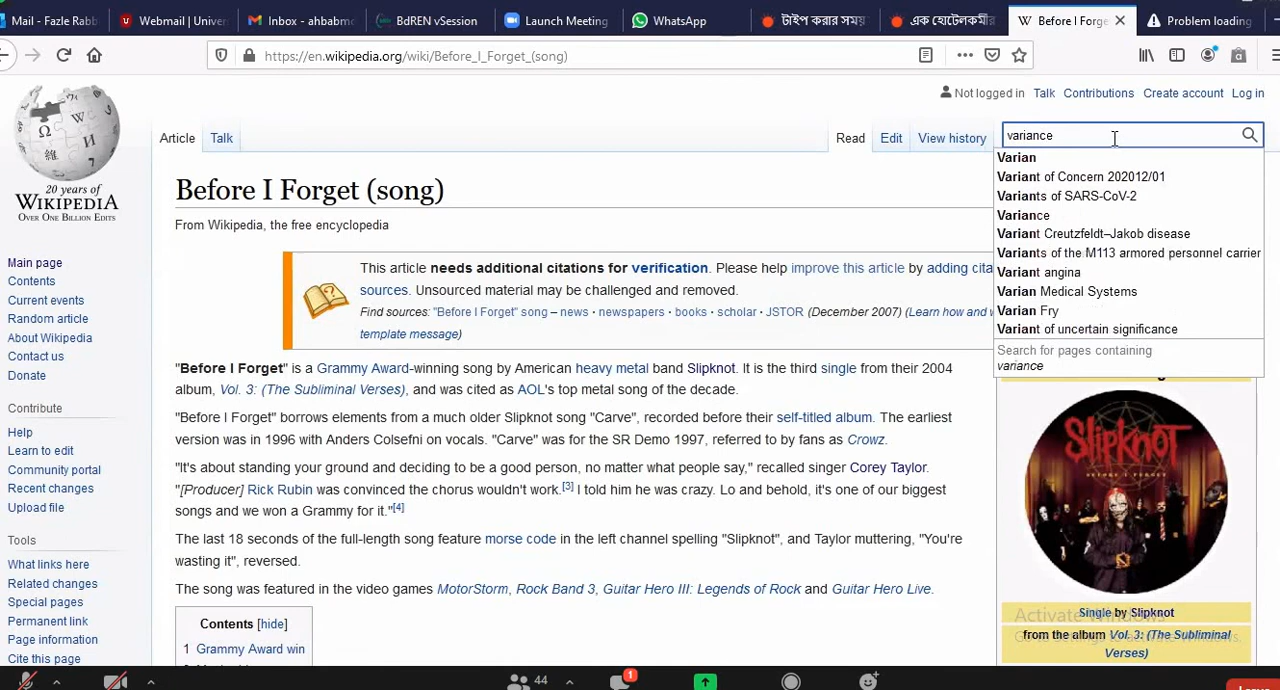 Mail - Fazle Rabb
Webmail | Unive
Inbox - ahbabm
BdREN vSession
Launch Meeting
WhatsApp
টাইপ করার সময়
এক হোটেলকর্মীর
Before I Forge
Problem loading
https://en.wikipedia.org/wiki/Before_I_Forget_(song)
Not logged in Talk Contributions Create account Log in
Article Talk
Read Edit View history
variance
Varian
Variant of Concern 202012/01
Variants of SARS-CoV-2
Variance
Variant Creutzfeldt–Jakob disease
Variants of the M113 armored personnel carrier
Variant angina
Varian Medical Systems
Varian Fry
Variant of uncertain significance
Search for pages containing
variance
20 years of
WIKIPEDIA
OVER ONE BILLION EDITS
Main page
Contents
Current events
Random article
About Wikipedia
Contact us
Donate
Contribute
Help
Learn to edit
Community portal
Recent changes
Upload file
Tools
What links here
Related changes
Special pages
Permanent link
Page information
Cite this page
Before I Forget (song)
From Wikipedia, the free encyclopedia
This article needs additional citations for verification. Please help improve this article by adding cita
sources. Unsourced material may be challenged and removed.
Find sources: "Before I Forget" song – news · newspapers · books · scholar · JSTOR (December 2007) (Learn how and w
template message)
"Before I Forget" is a Grammy Award-winning song by American heavy metal band Slipknot. It is the third single from their 2004
album, Vol. 3: (The Subliminal Verses), and was cited as AOL's top metal song of the decade.
"Before I Forget" borrows elements from a much older Slipknot song "Carve", recorded before their self-titled album. The earliest
version was in 1996 with Anders Colsefni on vocals. "Carve" was for the SR Demo 1997, referred to by fans as Crowz.
"It's about standing your ground and deciding to be a good person, no matter what people say," recalled singer Corey Taylor.
"[Producer] Rick Rubin was convinced the chorus wouldn't work.[3] I told him he was crazy. Lo and behold, it's one of our biggest
songs and we won a Grammy for it."[4]
The last 18 seconds of the full-length song feature morse code in the left channel spelling "Slipknot", and Taylor muttering, "You're
wasting it", reversed.
The song was featured in the video games MotorStorm, Rock Band 3, Guitar Hero III: Legends of Rock and Guitar Hero Live.
Contents [hide]
1 Grammy Award win
SLIPKNOT
BEFORE I FORGET
Single by Slipknot
from the album Vol. 3: (The Subliminal
Verses)
Activate Windows
44
1
Leave